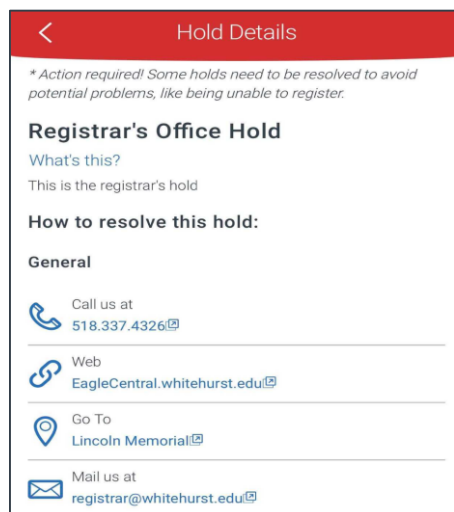 Hold Details
* Action required! Some holds need to be resolved to avoid
potential problems, like being unable to register.
Registrar's Office Hold
What's this?
This is the registrar's hold
How to resolve this hold:
General
Call us at
518.337.4326
Web
EagleCentral.whitehurst.edu
Go To
Lincoln Memorial
Mail us at
registrar@whitehurst.edu